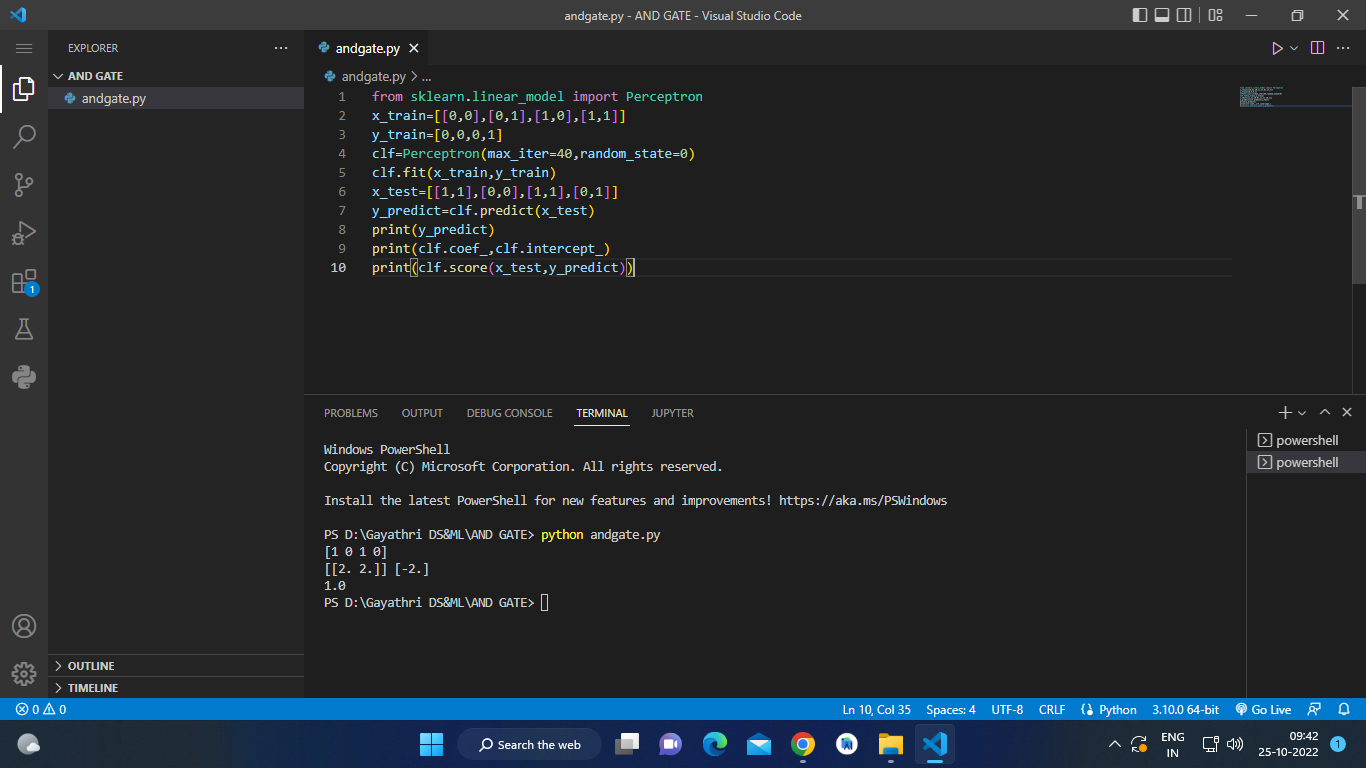 andgate.py - AND GATE - Visual Studio Code
EXPLORER
AND GATE
andgate.py
andgate.py
andgate.py > ...
1 from sklearn.linear_model import Perceptron
2 x_train=[[0,0],[0,1],[1,0],[1,1]]
3 y_train=[0,0,0,1]
4 clf=Perceptron(max_iter=40,random_state=0)
5 clf.fit(x_train,y_train)
6 x_test=[[1,1],[0,0],[1,1],[0,1]]
7 y_predict=clf.predict(x_test)
8 print(y_predict)
9 print(clf.coef_,clf.intercept_)
10 print(clf.score(x_test,y_predict))
1
PROBLEMS OUTPUT DEBUG CONSOLE TERMINAL JUPYTER
powershell
powershell
Windows PowerShell
Copyright (C) Microsoft Corporation. All rights reserved.
Install the latest PowerShell for new features and improvements! https://aka.ms/PSWindows
PS D:\Gayathri DS&ML\AND GATE> python andgate.py
[1 0 1 0]
[[2. 2.]] [-2.]
1.0
PS D:\Gayathri DS&ML\AND GATE>
OUTLINE
TIMELINE
0 0 Ln 10, Col 35 Spaces: 4 UTF-8 CRLF Python 3.10.0 64-bit Go Live
Search the web
ENG
IN
09:42
25-10-2022
1